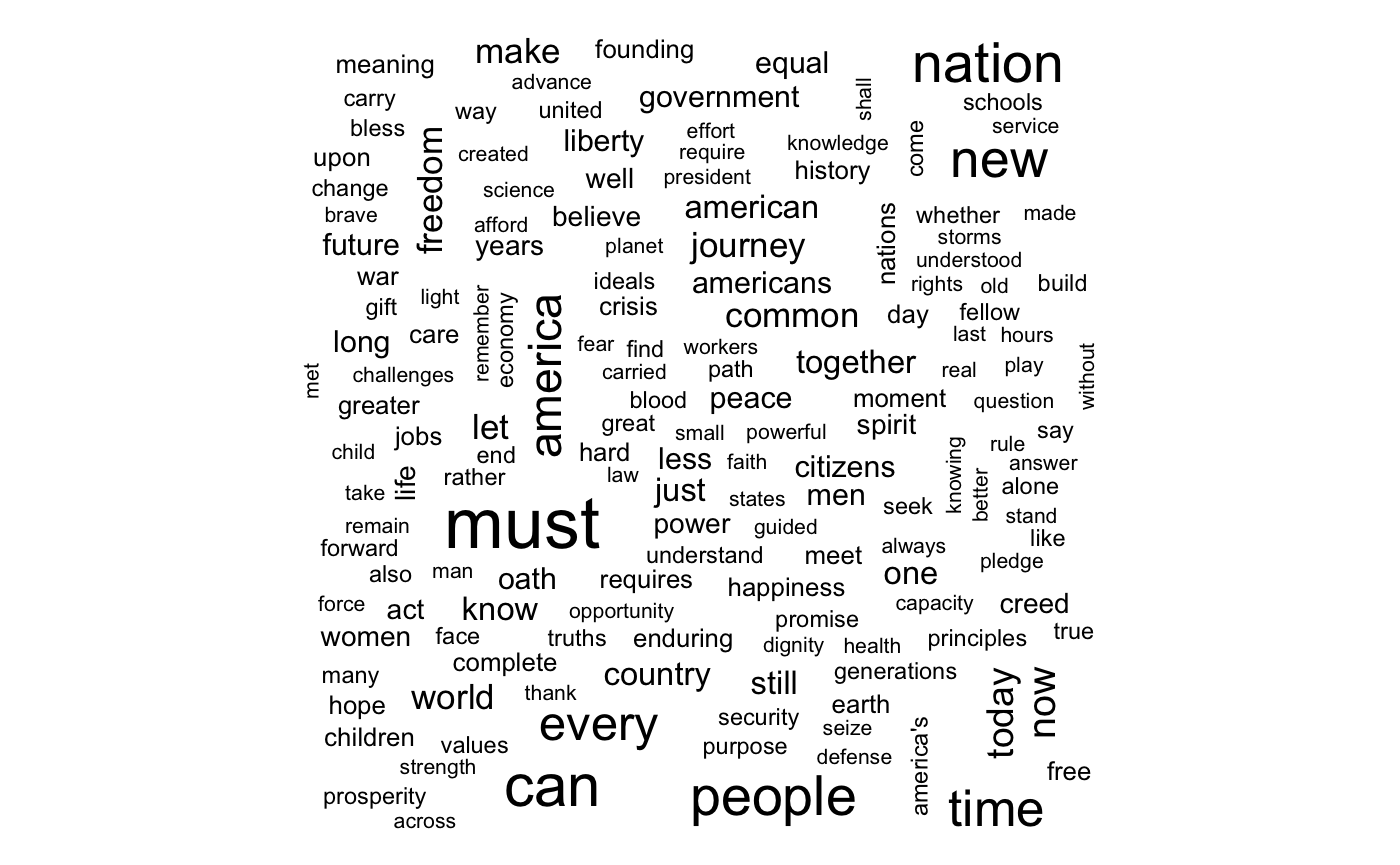 make founding nation
meaning equal
advance
carry way united government shall schools
bless liberty effort knowledge come service
upon freedom created require history new
change science well president
brave afford believe american nations whether made
future years planet journey storms
understood
war ideals americans rights old build
gift light remember economy america crisis common day fellow
long care fear find workers together last hours
met challenges carried path real play without
greater blood peace moment question
jobs let great small powerful spirit say
child end hard less faith citizens knowing rule answer
take life rather law just states men seek better alone
remain must power guided stand
forward understand meet always like
also man oath requires happiness one pledge
force act know opportunity promise capacity creed
women face truths enduring dignity health principles true
many complete country still generations today now
hope world thank earth
children values every security seize america's
strength purpose defense free
prosperity can people time
across